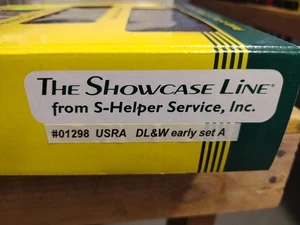 THE SHOWCASE LINE
from S-Helper Service, Inc.
#01298 USRA DL&W early set A